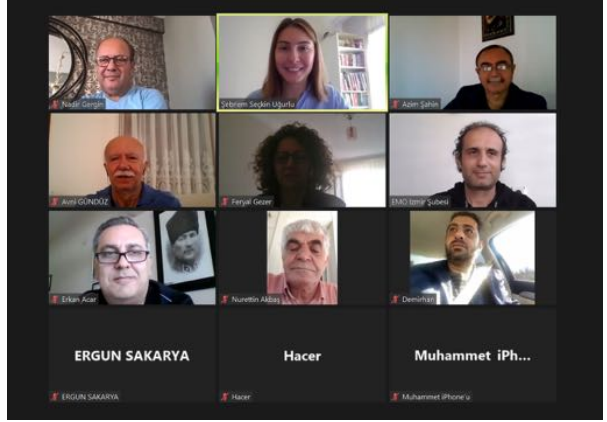 Nadir Gergin
Şebnem Seçkin Uğurlu
Azim Şahin
Avni GÜNDÜZ
Feryal Gezer
EMO İzmir Şubesi
Erkan Acar
Nurettin Akbaş
Demirhan
ERGUN SAKARYA
Hacer
Muhammet iPh...
ERGUN SAKARYA
Hacer
Muhammet iPhone'u